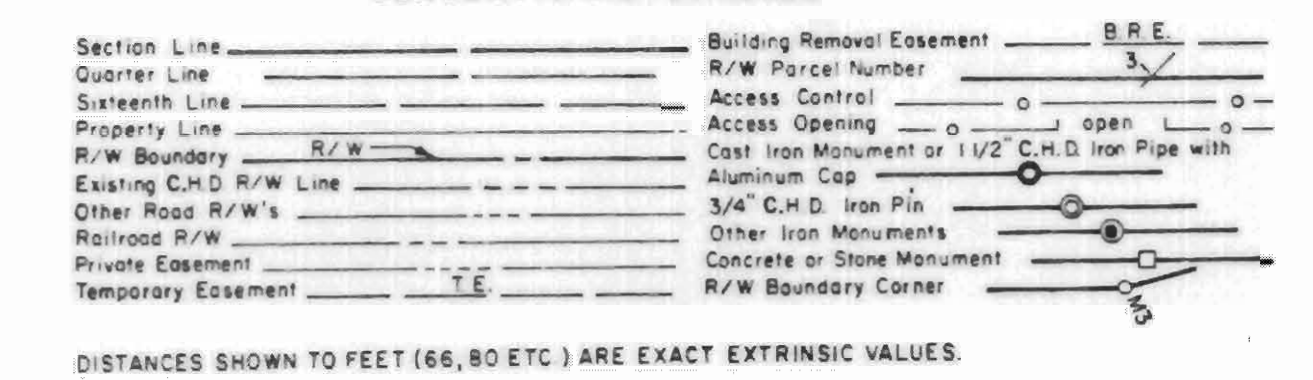 Section Line
Quarter Line
Sixteenth Line
Property Line
R/W Boundary R/W
Existing C.H.D R/W Line
Other Road R/W's
Railroad R/W
Private Easement
Temporary Easement T.E.
Building Removal Easement B.R.E.
R/W Parcel Number 3
Access Control
Access Opening open
Cast Iron Monument or 1 1/2" C.H.D. Iron Pipe with
Aluminum Cap
3/4" C.H.D. Iron Pin
Other Iron Monuments
Concrete or Stone Monument
R/W Boundary Corner
M3
DISTANCES SHOWN TO FEET (66,80 ETC.) ARE EXACT EXTRINSIC VALUES.